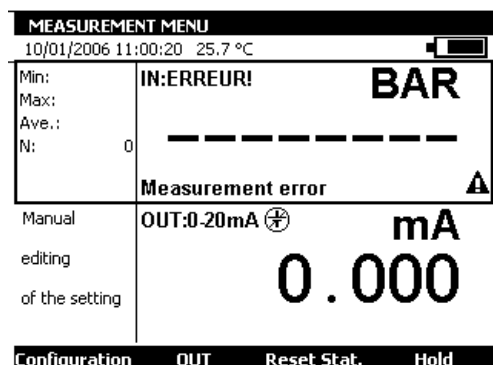 MEASUREMENT MENU
10/01/2006 11:00:20 25.7 °C
Min:
Max:
Ave.:
N: 0
IN:ERREUR!
BAR
--------
Measurement error
Manual
editing
of the setting
OUT:0-20mA
mA
0.000
Configuration OUT Reset Stat. Hold